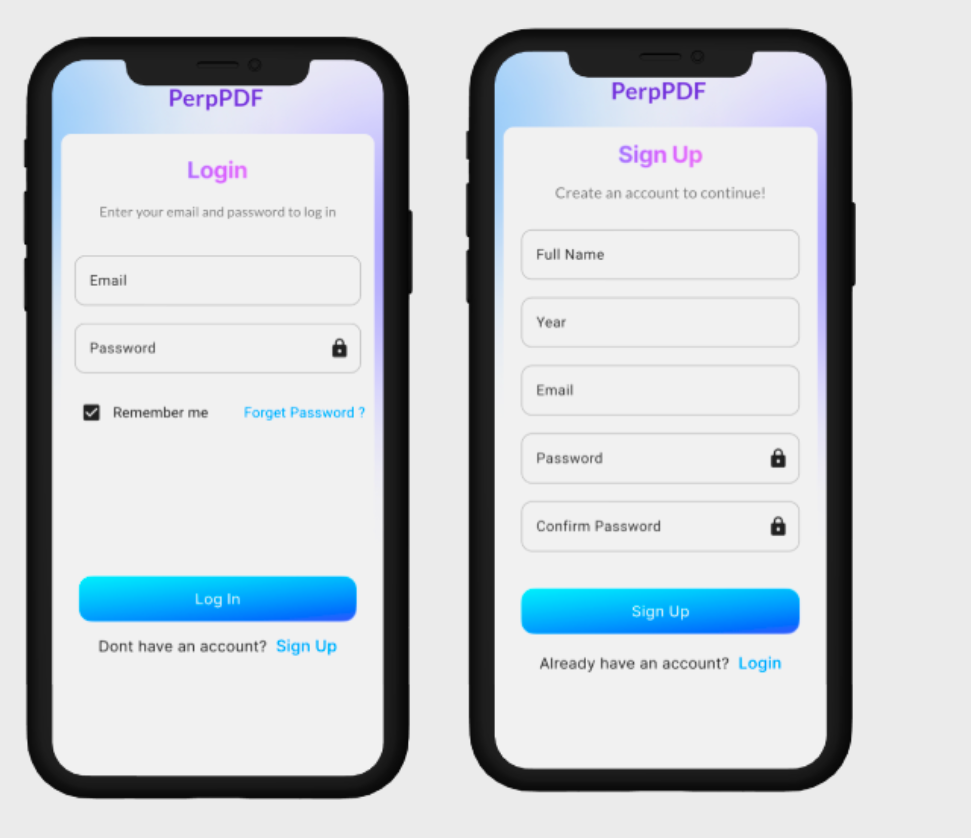 PerpPDF
Login
Enter your email and password to log in
Email
Password
Remember me Forget Password ?
Log In
Dont have an account? Sign Up
PerpPDF
Sign Up
Create an account to continue!
Full Name
Year
Email
Password
Confirm Password
Sign Up
Already have an account? Login